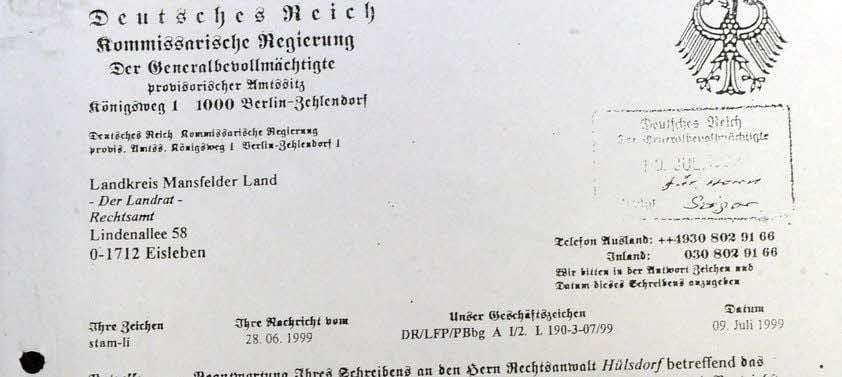 Deutsches Reich
Kommissarische Regierung
Der Generalbevollmächtigte
provisorischer Amtssitz
Königsweg 1 1000 Berlin-Zehlendorf
Deutsches Reich Kommissarische Regierung
provis. Amtss. Königsweg 1 Berlin-Zehlendorf 1
Landkreis Mansfelder Land
- Der Landrat -
Rechtsamt
Lindenallee 58
0-1712 Eisleben
Deutsches Reich
Der Generalbevollmächtigte
Telefon Ausland: ++4930 802 91 66
Inland: 030 802 91 66
Wir bitten in der Antwort Zeichen und
Datum dieses Schreibens anzugeben
Ihre Zeichen
stam-li
Ihre Nachricht vom
28. 06. 1999
Unser Geschäftszeichen
DR/LFP/PBbg A I/2. I. 190-3-07/99
Datum
09. Juli 1999
Beantwortung Ihres Schreibens an den Herrn Rechtsanwalt Hülsdorf betreffend das